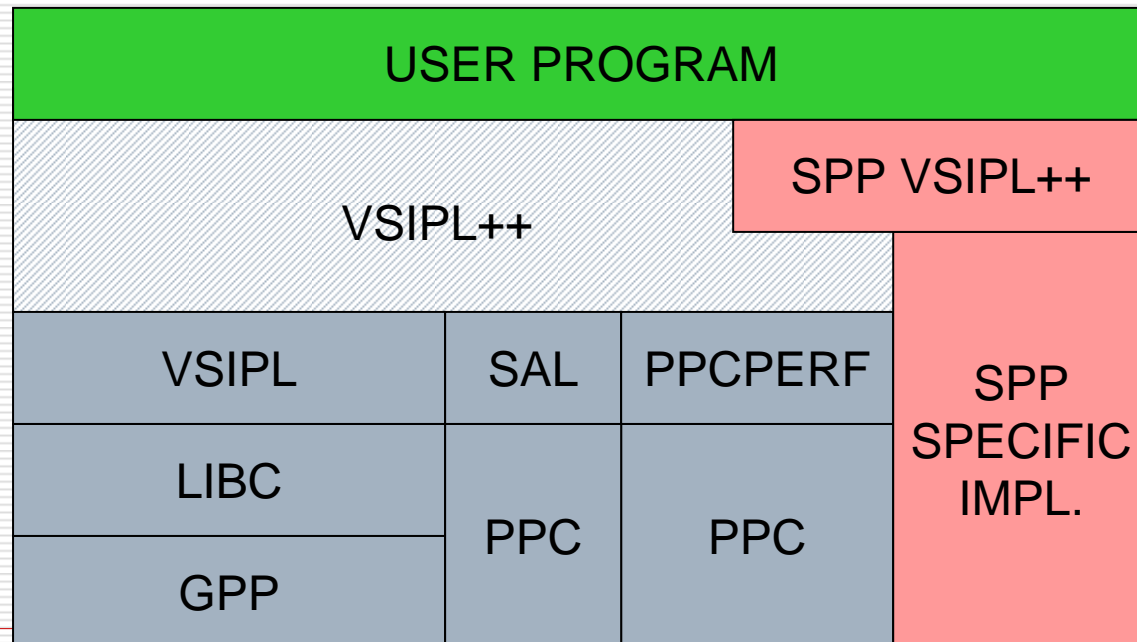 USER PROGRAM
SPP VSIPL++
VSIPL++
VSIPL
SAL
PPCPERF
SPP
SPECIFIC
IMPL.
LIBC
PPC
PPC
GPP